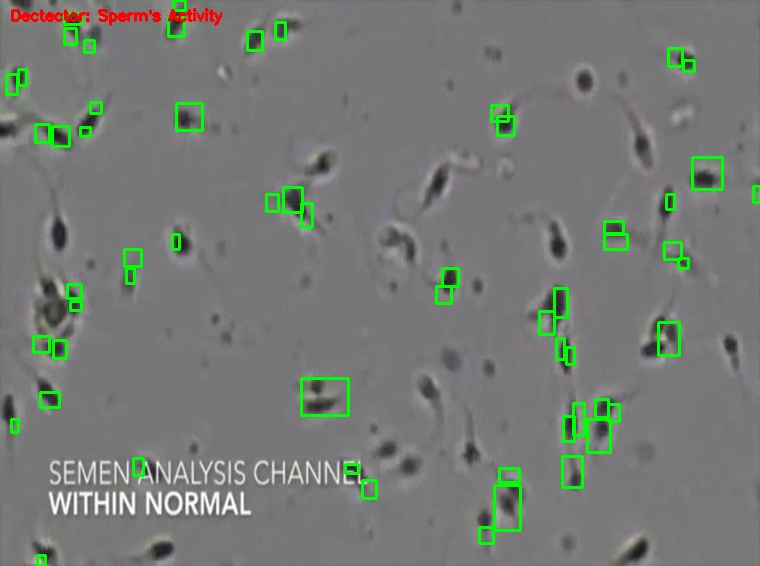 Dectector: Sperm's Activity
SEMEN ANALYSIS CHANNEL
WITHIN NORMAL